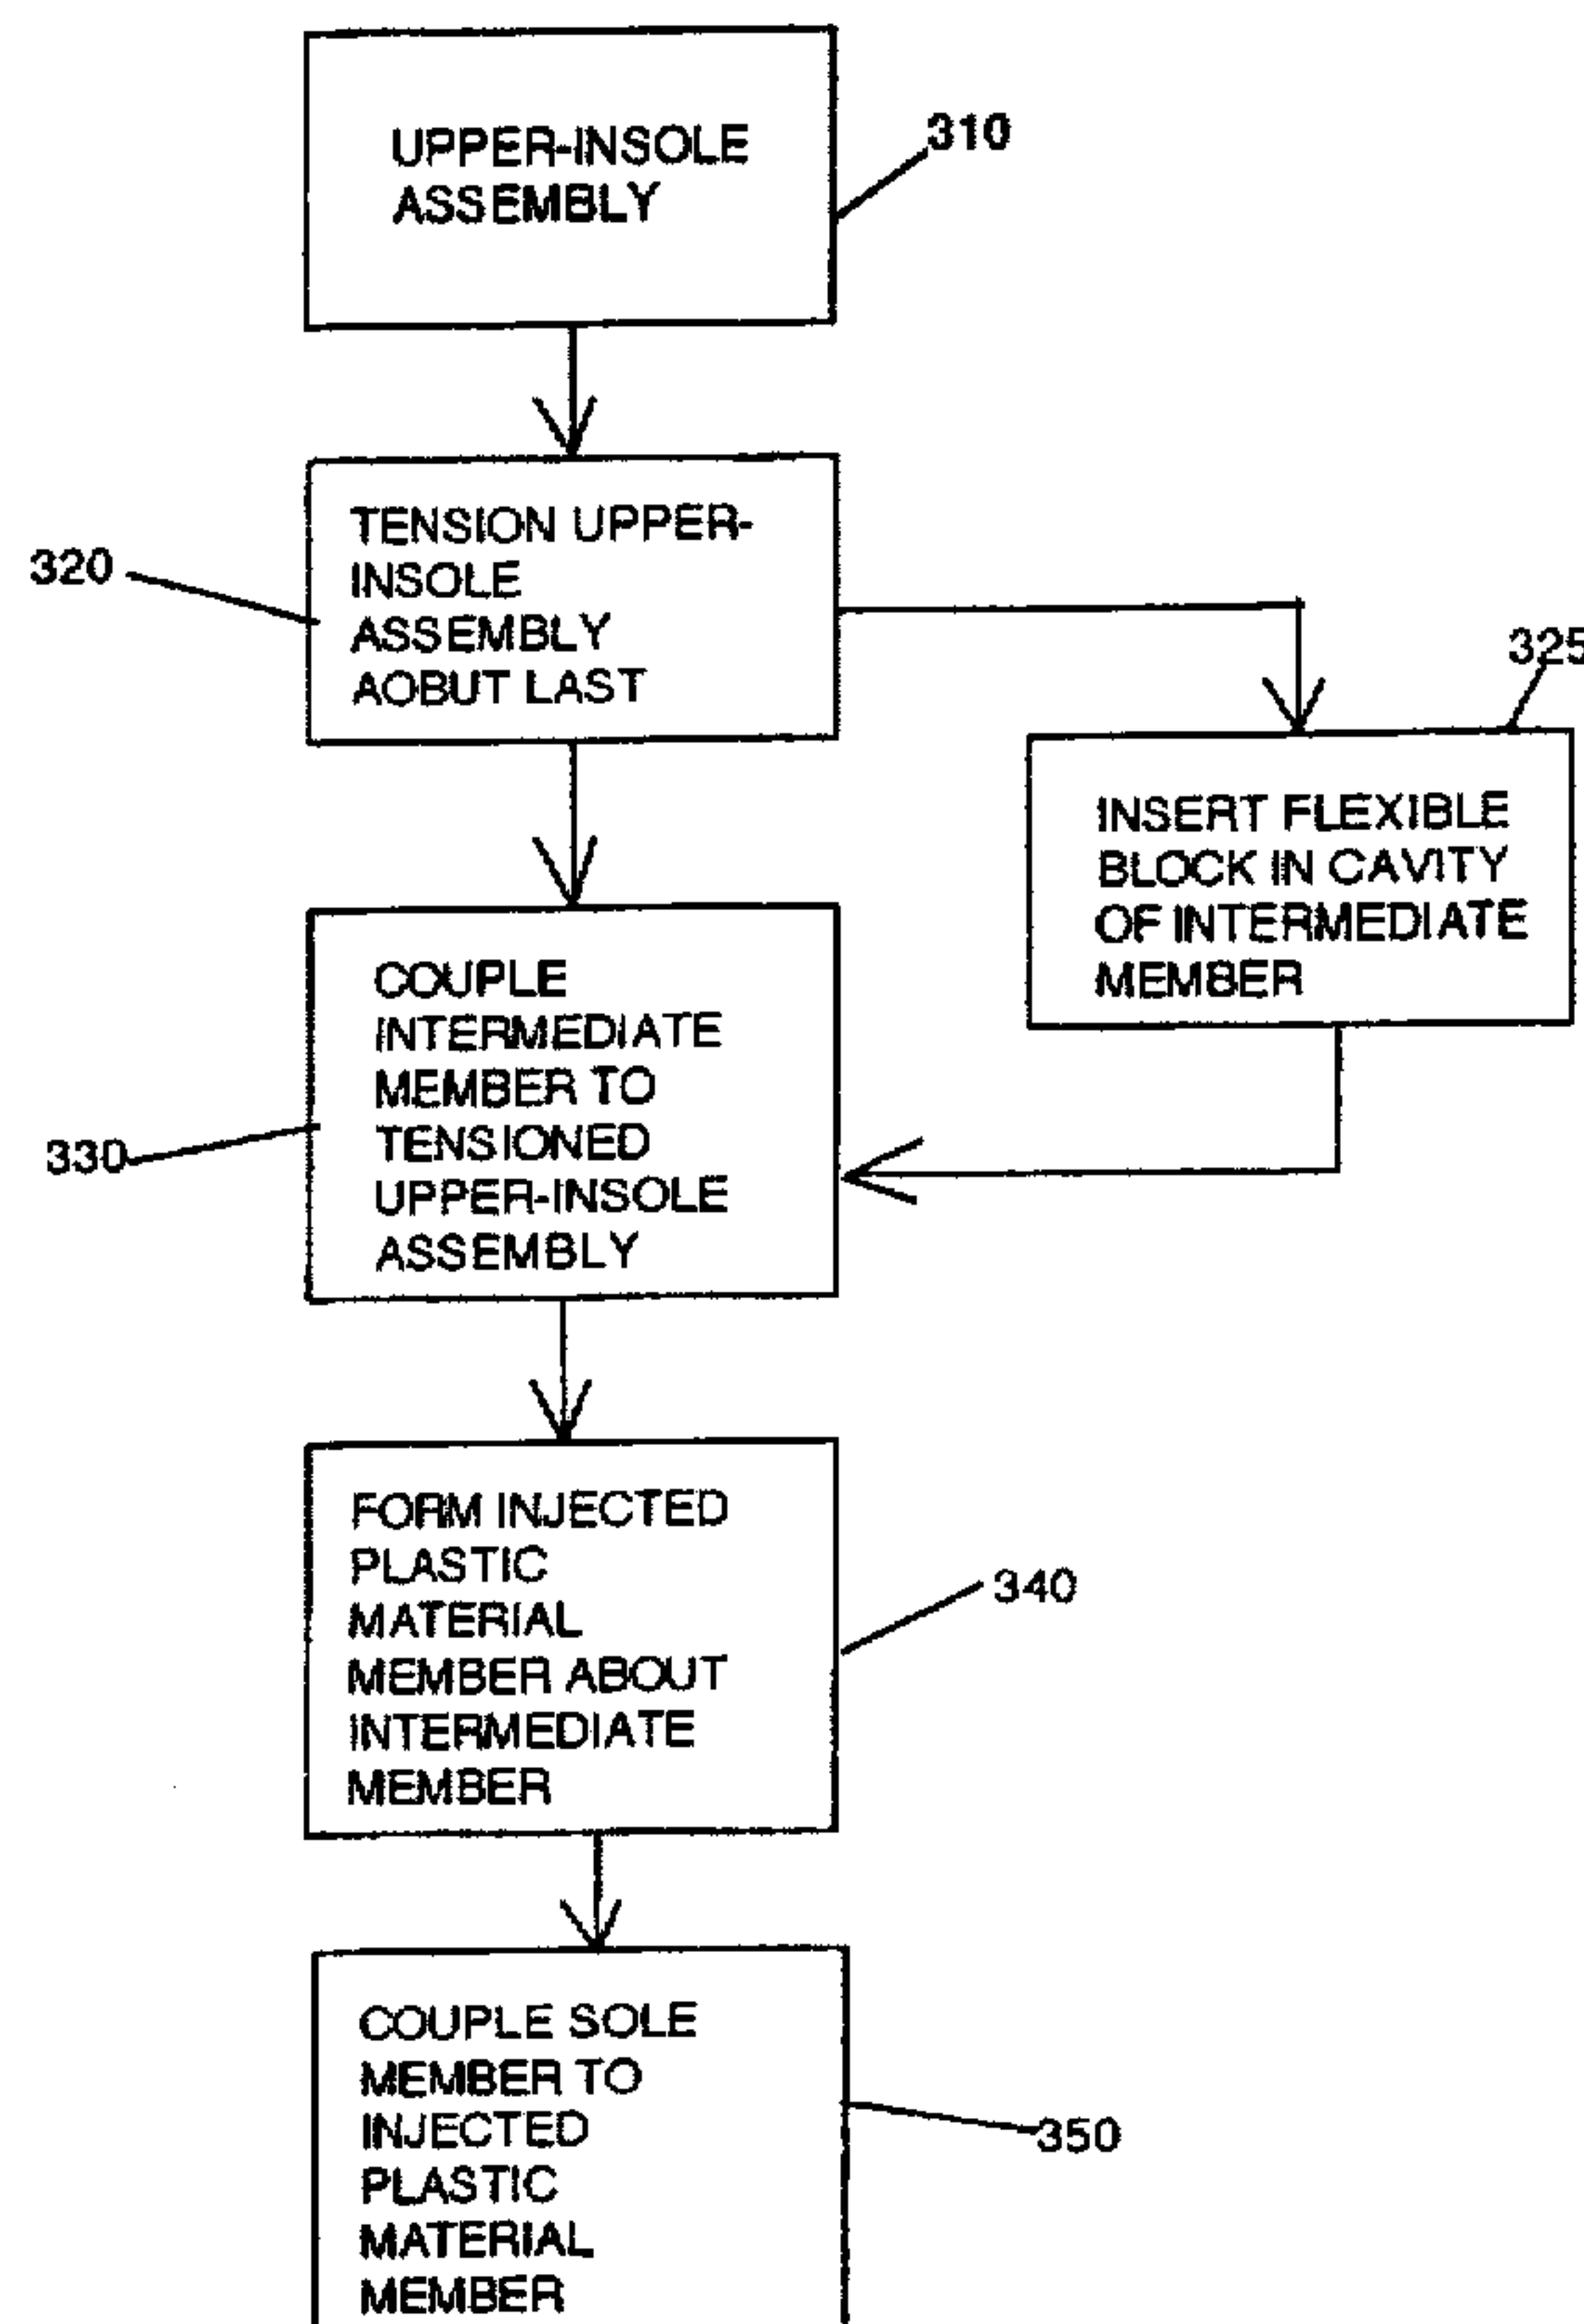 UPPER-INSOLE
ASSEMBLY
310
TENSION UPPER-
INSOLE
ASSEMBLY
AOBUT LAST
320
325
INSERT FLEXIBLE
BLOCK IN CAVITY
OF INTERMEDIATE
MEMBER
COUPLE
INTERMEDIATE
MEMBER TO
TENSIONED
UPPER-INSOLE
ASSEMBLY
330
FORM INJECTED
PLASTIC
MATERIAL
MEMBER ABOUT
INTERMEDIATE
MEMBER
340
COUPLE SOLE
MEMBER TO
INJECTED
PLASTIC
MATERIAL
MEMBER
350